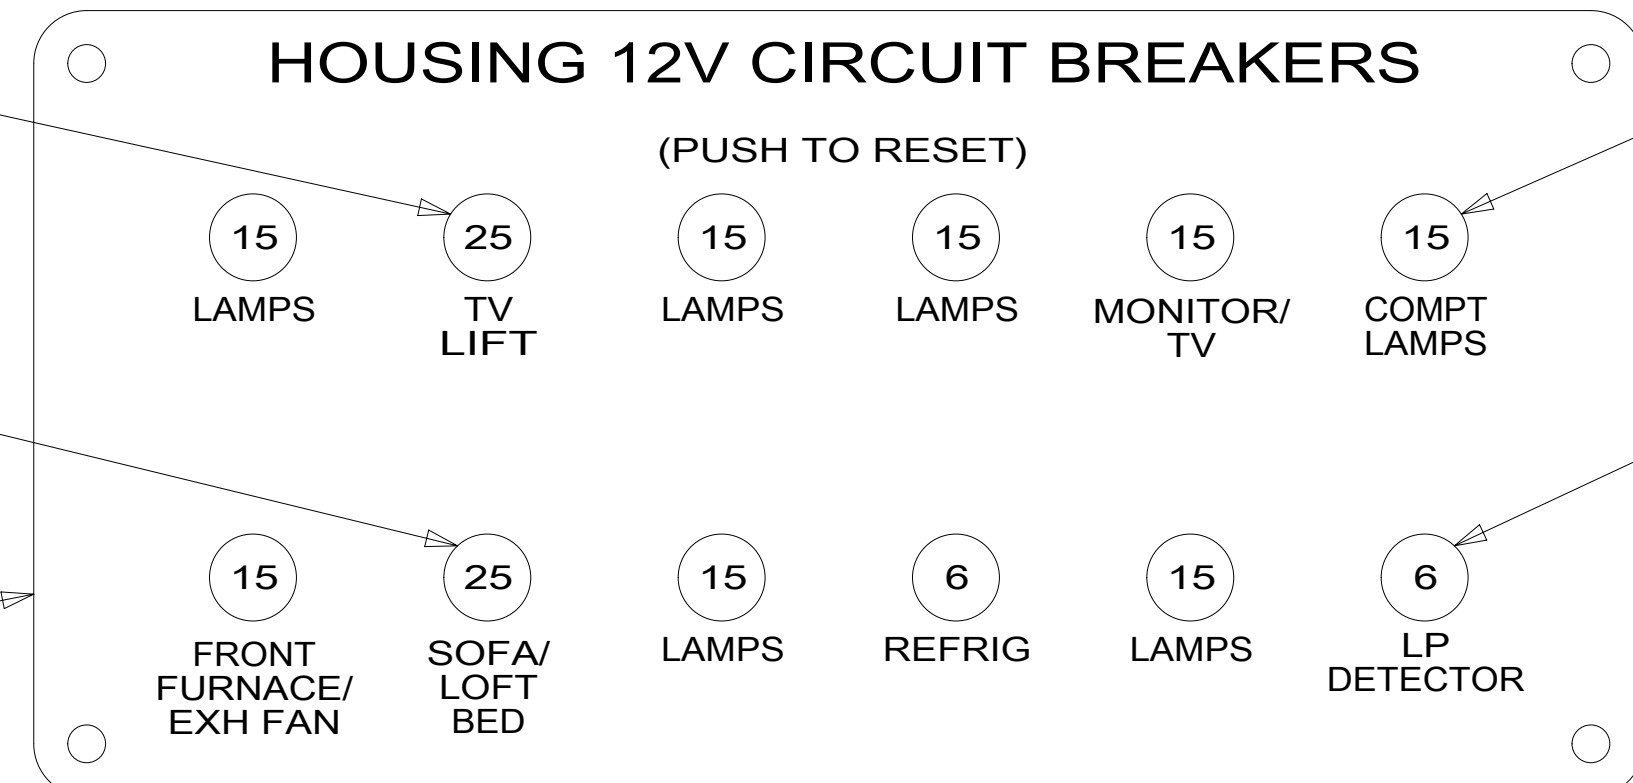 HOUSING 12V CIRCUIT BREAKERS
(PUSH TO RESET)
15 25 15 15 15 15
LAMPS TV LAMPS LAMPS MONITOR/ COMPT
LIFT TV LAMPS
15 25 15 6 15 6
FRONT SOFA/ LAMPS REFRIG LAMPS LP
FURNACE/ LOFT DETECTOR
EXH FAN BED